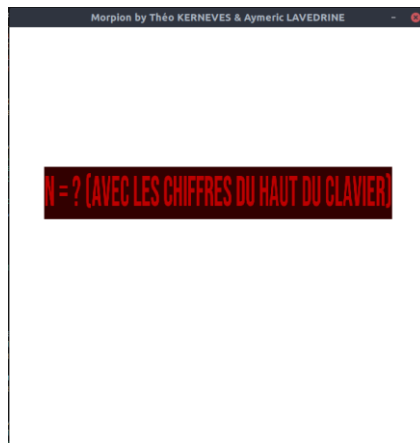 Morpion by Théo KERNEVES & Aymeric LAVEDRINE
N = ? (AVEC LES CHIFFRES DU HAUT DU CLAVIER)